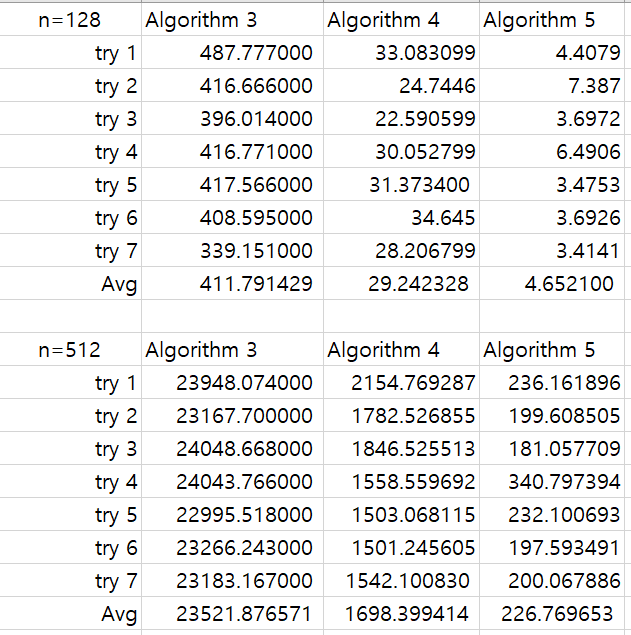 n=128 Algorithm 3 Algorithm 4 Algorithm 5
try 1 487.777000 33.083099 4.4079
try 2 416.666000 24.7446 7.387
try 3 396.014000 22.590599 3.6972
try 4 416.771000 30.052799 6.4906
try 5 417.566000 31.373400 3.4753
try 6 408.595000 34.645 3.6926
try 7 339.151000 28.206799 3.4141
Avg 411.791429 29.242328 4.652100
n=512 Algorithm 3 Algorithm 4 Algorithm 5
try 1 23948.074000 2154.769287 236.161896
try 2 23167.700000 1782.526855 199.608505
try 3 24048.668000 1846.525513 181.057709
try 4 24043.766000 1558.559692 340.797394
try 5 22995.518000 1503.068115 232.100693
try 6 23266.243000 1501.245605 197.593491
try 7 23183.167000 1542.100830 200.067886
Avg 23521.876571 1698.399414 226.769653